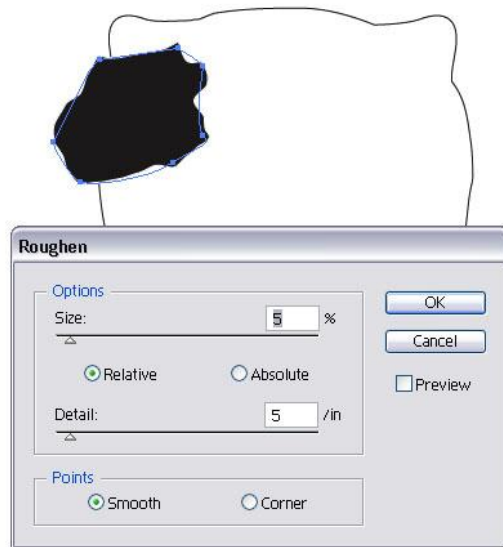 Roughen
Options
Size: 5 %
Relative Absolute
Detail: 5 /in
Points
Smooth Corner
OK
Cancel
Preview